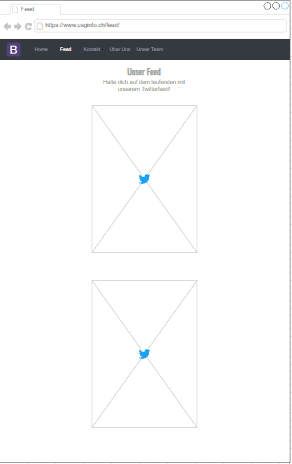 Feed
https://www.usginfo.ch/feed/
B Home Feed Kontakt Über Uns Unser Team
Unser Feed
Halte dich auf dem laufenden mit
unserem Twitterfeed!